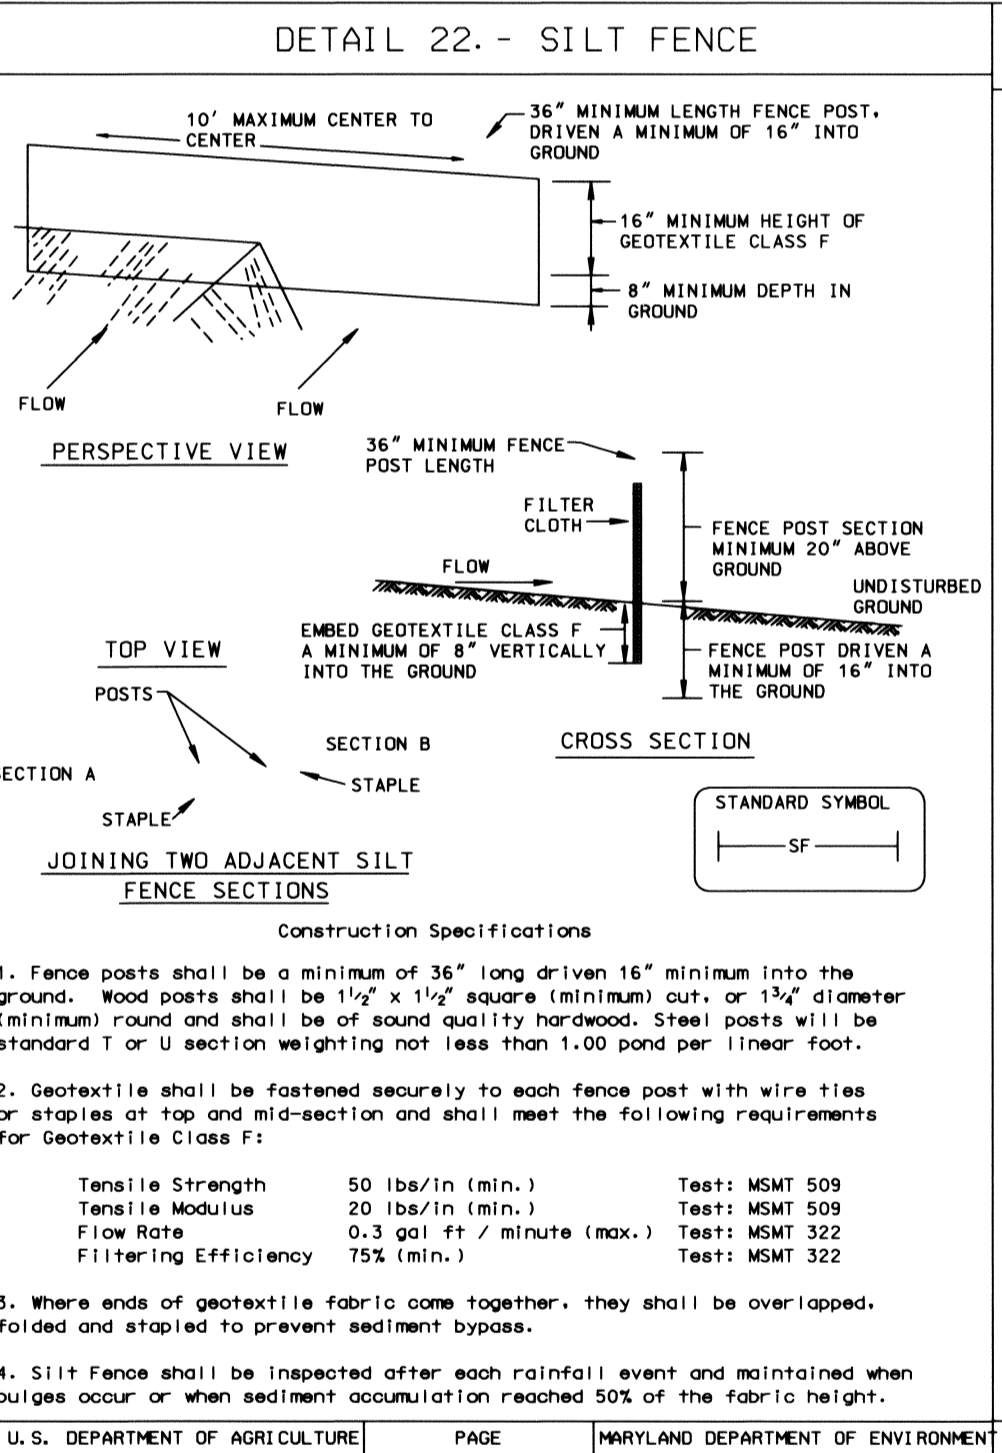 DETAIL 22. - SILT FENCE
10' MAXIMUM CENTER TO
CENTER
36" MINIMUM LENGTH FENCE POST,
DRIVEN A MINIMUM OF 16" INTO
GROUND
16" MINIMUM HEIGHT OF
GEOTEXTILE CLASS F
8" MINIMUM DEPTH IN
GROUND
FLOW
FLOW
PERSPECTIVE VIEW
36" MINIMUM FENCE
POST LENGTH
FILTER
CLOTH
FENCE POST SECTION
MINIMUM 20" ABOVE
GROUND
FLOW
UNDISTURBED
GROUND
EMBED GEOTEXTILE CLASS F
A MINIMUM OF 8" VERTICALLY
INTO THE GROUND
FENCE POST DRIVEN A
MINIMUM OF 16" INTO
THE GROUND
CROSS SECTION
TOP VIEW
POSTS
SECTION B
ECTION A
STAPLE
STAPLE
JOINING TWO ADJACENT SILT
FENCE SECTIONS
STANDARD SYMBOL
SF
Construction Specifications
1. Fence posts shall be a minimum of 36" long driven 16" minimum into the
ground. Wood posts shall be 1 1/2" x 1 1/2" square (minimum) cut, or 1 3/4" diameter
(minimum) round and shall be of sound quality hardwood. Steel posts will be
standard T or U section weighting not less than 1.00 pond per linear foot.
2. Geotextile shall be fastened securely to each fence post with wire ties
or staples at top and mid-section and shall meet the following requirements
for Geotextile Class F:
Tensile Strength 50 lbs/in (min.) Test: MSMT 509
Tensile Modulus 20 lbs/in (min.) Test: MSMT 509
Flow Rate 0.3 gal ft / minute (max.) Test: MSMT 322
Filtering Efficiency 75% (min.) Test: MSMT 322
3. Where ends of geotextile fabric come together, they shall be overlapped,
folded and stapled to prevent sediment bypass.
4. Silt Fence shall be inspected after each rainfall event and maintained when
bulges occur or when sediment accumulation reached 50% of the fabric height.
U.S. DEPARTMENT OF AGRICULTURE PAGE MARYLAND DEPARTMENT OF ENVIRONMENT